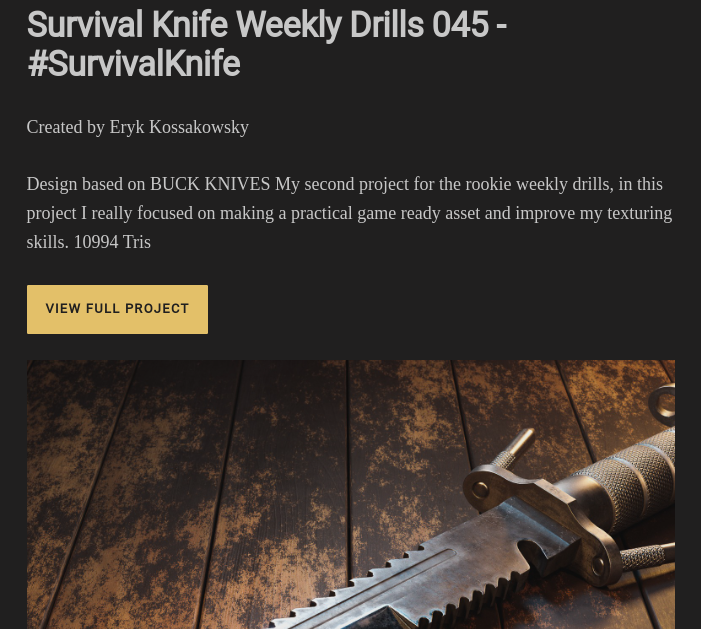 Survival Knife Weekly Drills 045 -
#SurvivalKnife
Created by Eryk Kossakowsky
Design based on BUCK KNIVES My second project for the rookie weekly drills, in this
project I really focused on making a practical game ready asset and improve my texturing
skills. 10994 Tris
VIEW FULL PROJECT